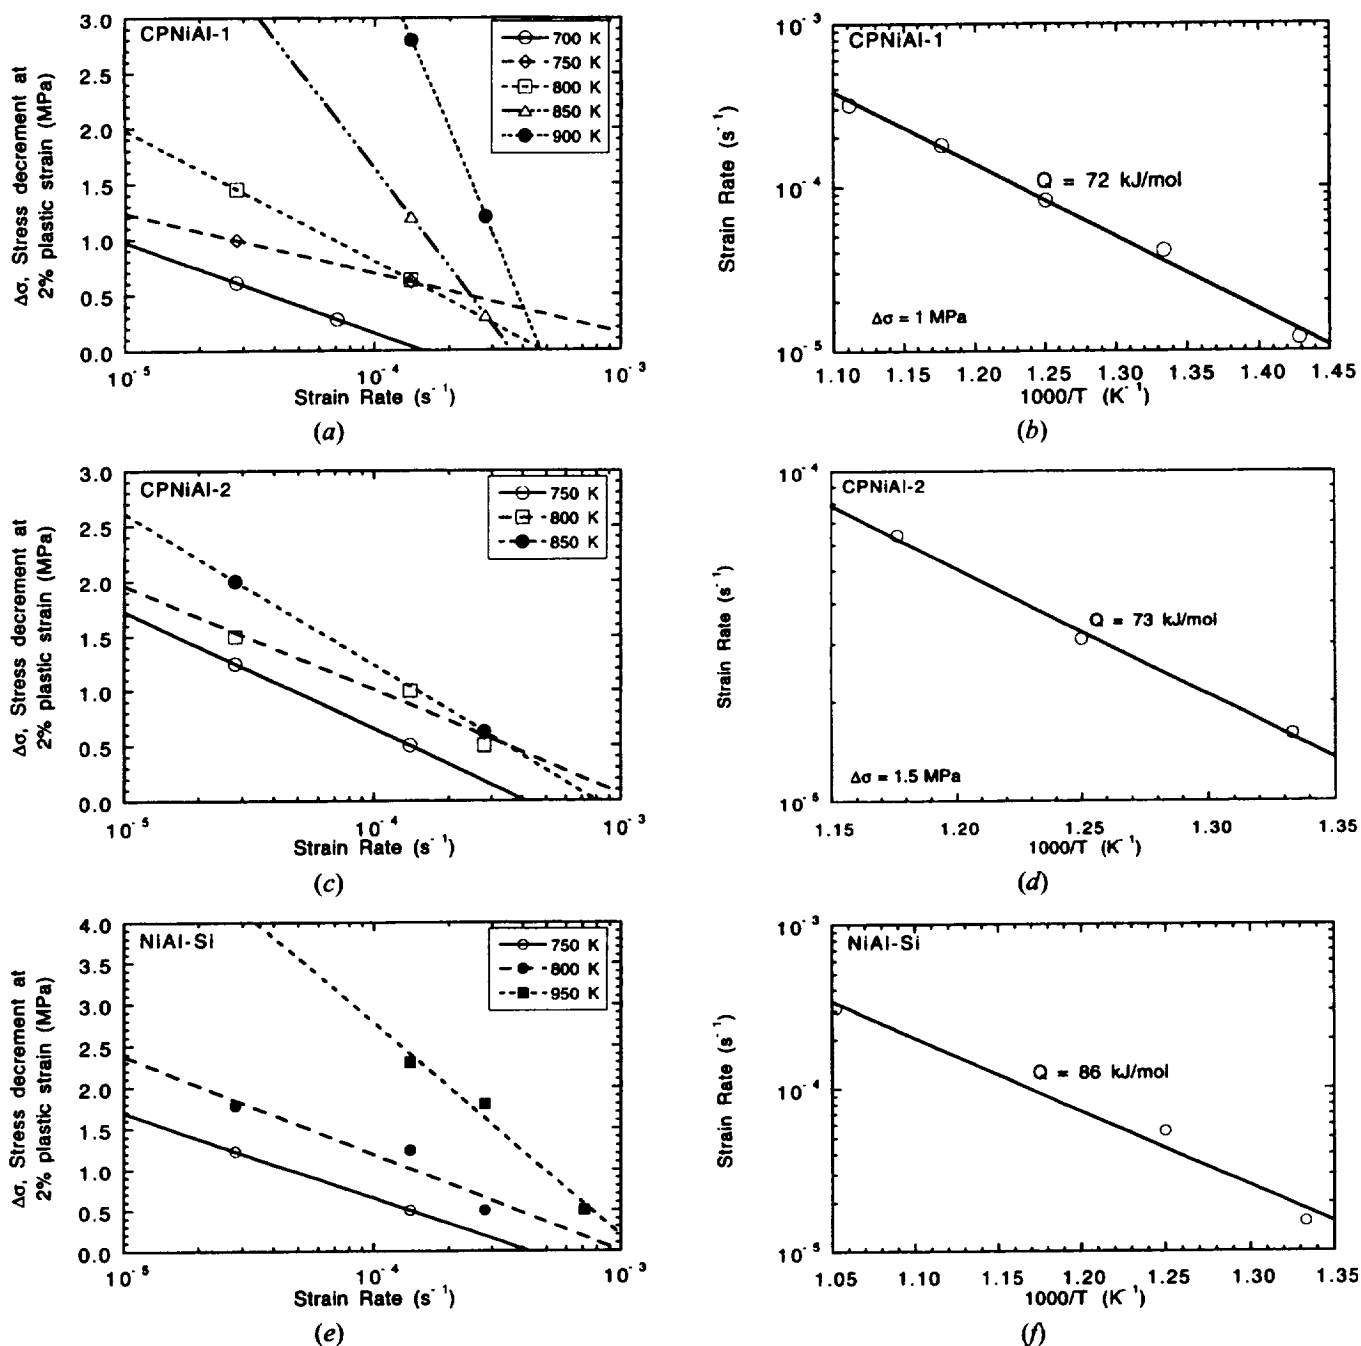 CPNiAl-1
700 K
750 K
800 K
850 K
900 K
Δσ, Stress decrement at
2% plastic strain (MPa)
3.0
2.5
2.0
1.5
1.0
0.5
0.0
10⁻⁵
10⁻⁴
10⁻³
Strain Rate (s⁻¹)
(a)
CPNiAl-1
Q = 72 kJ/mol
Δσ = 1 MPa
Strain Rate (s⁻¹)
10⁻³
10⁻⁴
10⁻⁵
1.10
1.15
1.20
1.25
1.30
1.35
1.40
1.45
1000/T (K⁻¹)
(b)
CPNiAl-2
750 K
800 K
850 K
Δσ, Stress decrement at
2% plastic strain (MPa)
3.0
2.5
2.0
1.5
1.0
0.5
0.0
10⁻⁵
10⁻⁴
10⁻³
Strain Rate (s⁻¹)
(c)
CPNiAl-2
Q = 73 kJ/mol
Δσ = 1.5 MPa
Strain Rate (s⁻¹)
10⁻⁴
10⁻⁵
1.15
1.20
1.25
1.30
1.35
1000/T (K⁻¹)
(d)
NiAl-Si
750 K
800 K
950 K
Δσ, Stress decrement at
2% plastic strain (MPa)
4.0
3.5
3.0
2.5
2.0
1.5
1.0
0.5
0.0
10⁻⁵
10⁻⁴
10⁻³
Strain Rate (s⁻¹)
(e)
NiAl-Si
Q = 86 kJ/mol
Strain Rate (s⁻¹)
10⁻³
10⁻⁴
10⁻⁵
1.05
1.10
1.15
1.20
1.25
1.30
1.35
1000/T (K⁻¹)
(f)